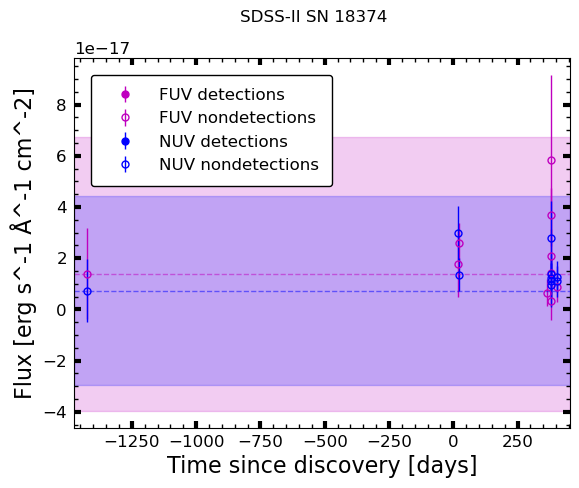 SDSS-II SN 18374
1e−17
FUV detections
FUV nondetections
NUV detections
NUV nondetections
8
6
4
2
0
−2
−4
Flux [erg s^-1 Å^-1 cm^-2]
−1250 −1000 −750 −500 −250 0 250
Time since discovery [days]